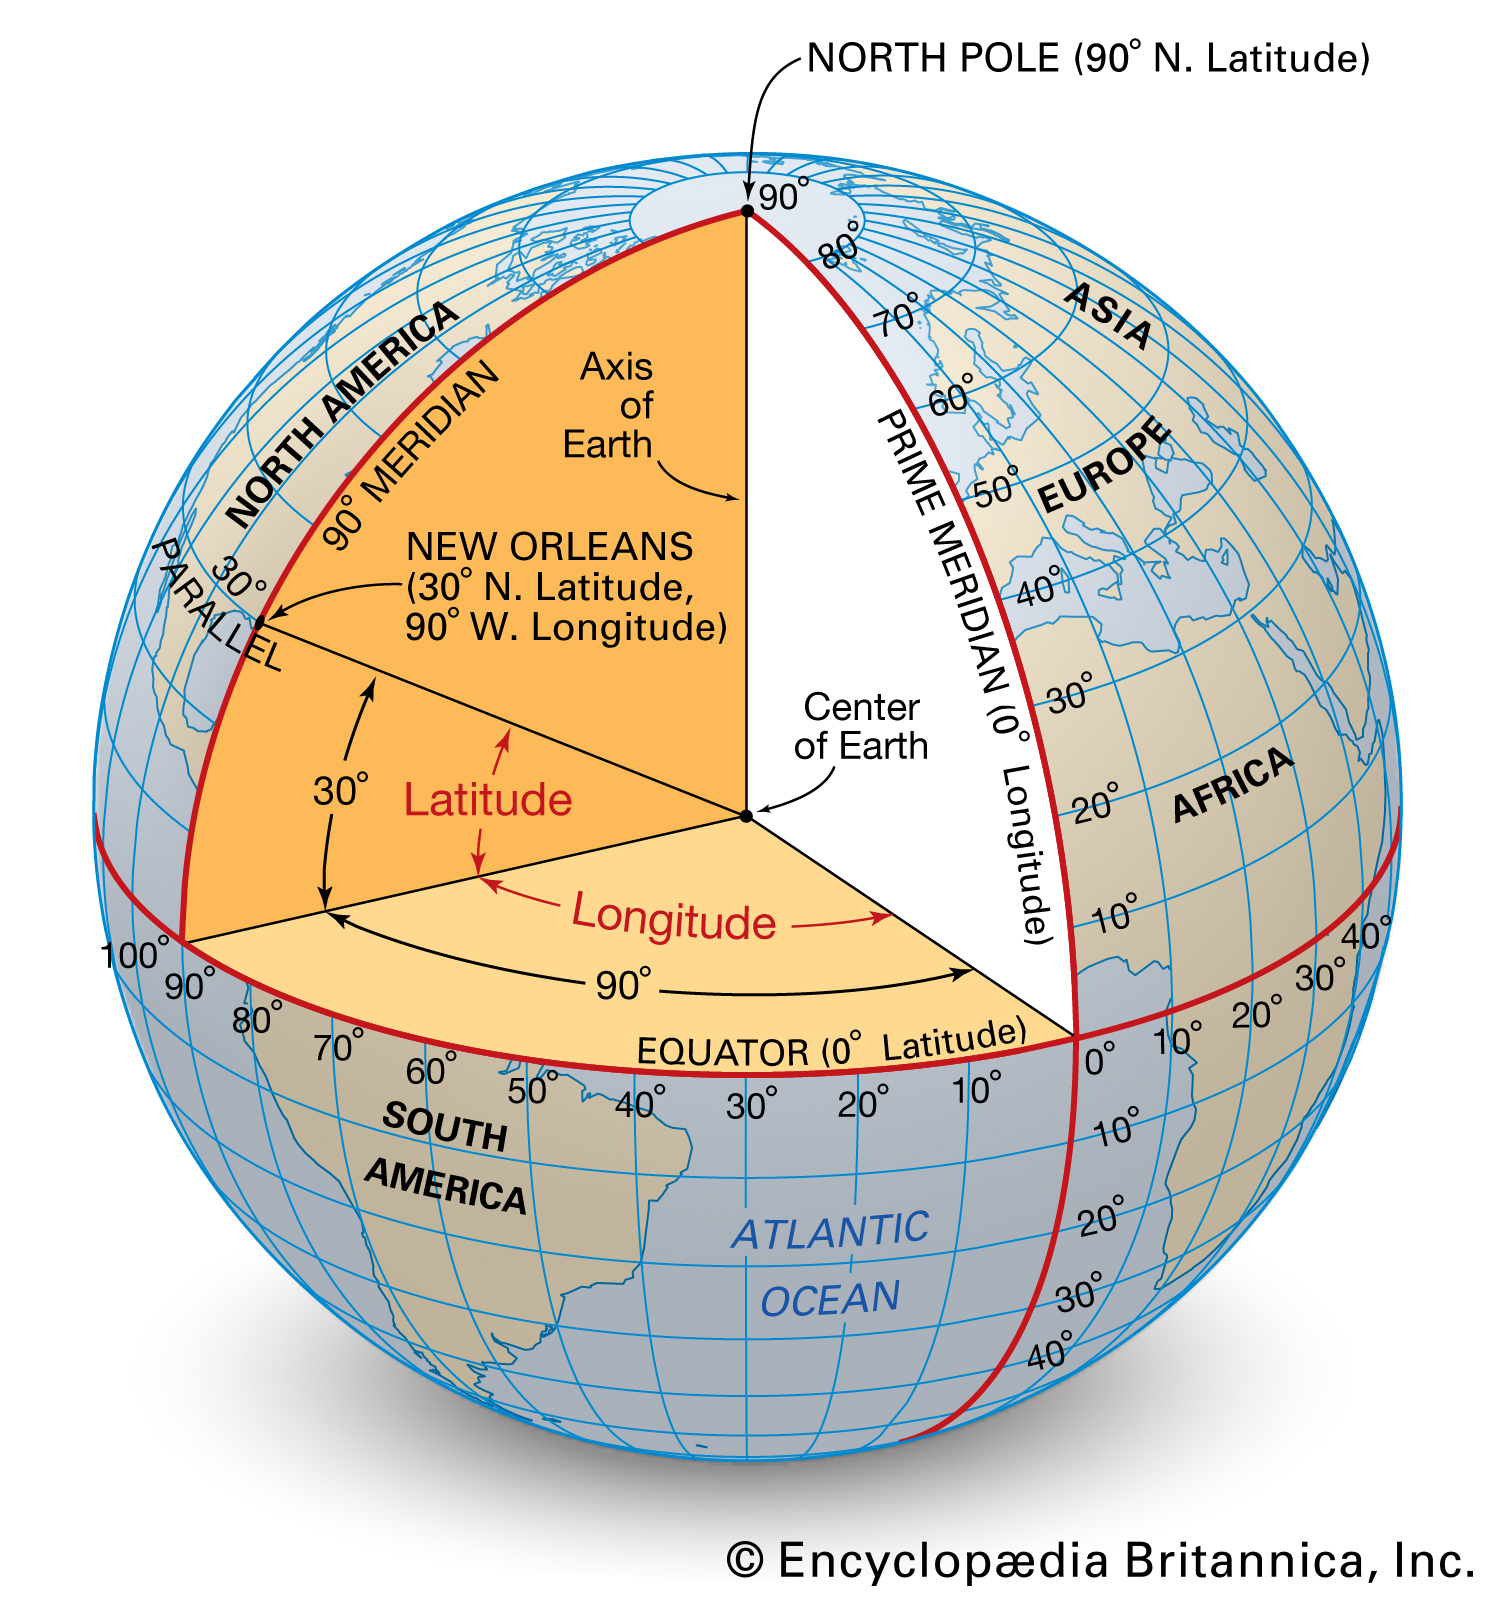 NORTH POLE (90° N. Latitude)
90°
80°
70°
60°
50°
40°
30°
20°
10°
ASIA
EUROPE
AFRICA
NORTH AMERICA
90° MERIDIAN
Axis
of
Earth
PRIME MERIDIAN (0° Longitude)
NEW ORLEANS
(30° N. Latitude,
90° W. Longitude)
30°
PARALLEL
Center
of Earth
30°
Latitude
Longitude
90°
EQUATOR (0° Latitude)
100°
90°
80°
70°
60°
50°
40°
30°
20°
10°
0°
10°
20°
30°
40°
10°
20°
30°
40°
SOUTH
AMERICA
ATLANTIC
OCEAN
© Encyclopædia Britannica, Inc.